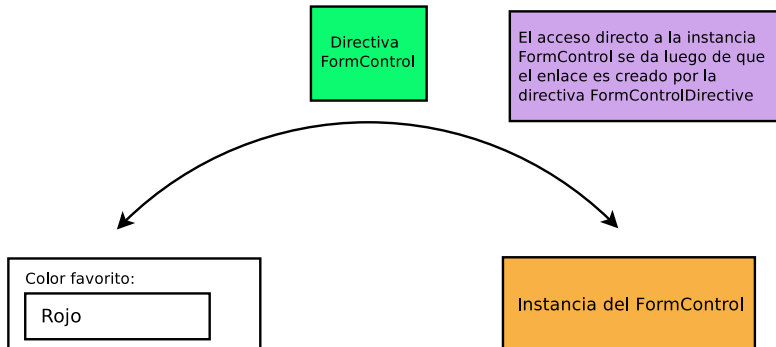 Directiva
FormControl
El acceso directo a la instancia
FormControl se da luego de que
el enlace es creado por la
directiva FormControlDirective
Color favorito:
Rojo
Instancia del FormControl